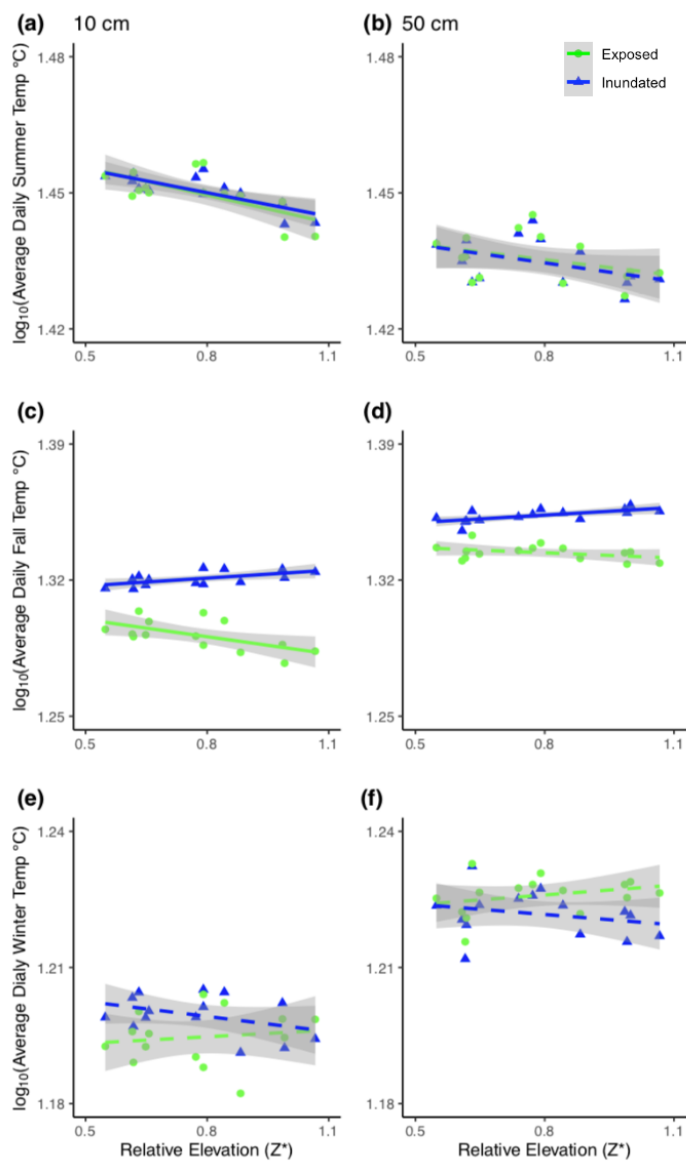 (a) 10 cm
(b) 50 cm
log10(Average Daily Summer Temp °C)
1.48
1.45
1.42
0.5 0.8 1.1
1.48
1.45
1.42
0.5 0.8 1.1
Exposed
Inundated
(c)
(d)
log10(Average Daily Fall Temp °C)
1.39
1.32
1.25
0.5 0.8 1.1
1.39
1.32
1.25
0.5 0.8 1.1
(e)
(f)
log10(Average Dialy Winter Temp °C)
1.24
1.21
1.18
0.5 0.8 1.1
Relative Elevation (Z*)
1.24
1.21
1.18
0.5 0.8 1.1
Relative Elevation (Z*)